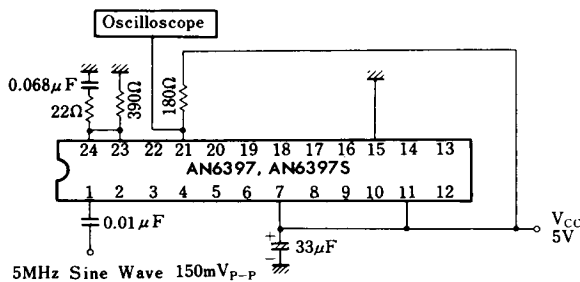 Oscilloscope
0.068μF
22Ω
390Ω
180Ω
24 23 22 21 20 19 18 17 16 15 14 13
AN6397, AN6397S
1 2 3 4 5 6 7 8 9 10 11 12
0.01μF
+
-
33μF
VCC
5V
5MHz Sine Wave 150mVP-P